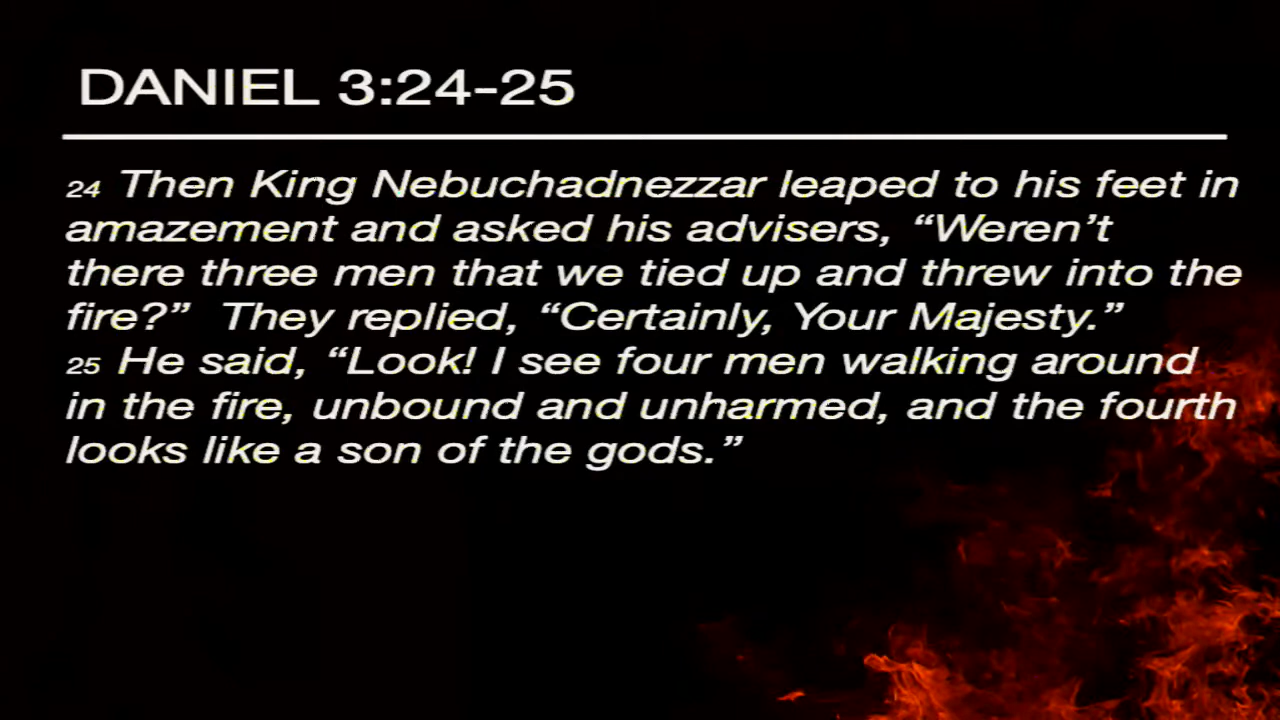 DANIEL 3:24-25
24 Then King Nebuchadnezzar leaped to his feet in
amazement and asked his advisers, “Weren’t
there three men that we tied up and threw into the
fire?”  They replied, “Certainly, Your Majesty.”
25 He said, “Look! I see four men walking around
in the fire, unbound and unharmed, and the fourth
looks like a son of the gods.”